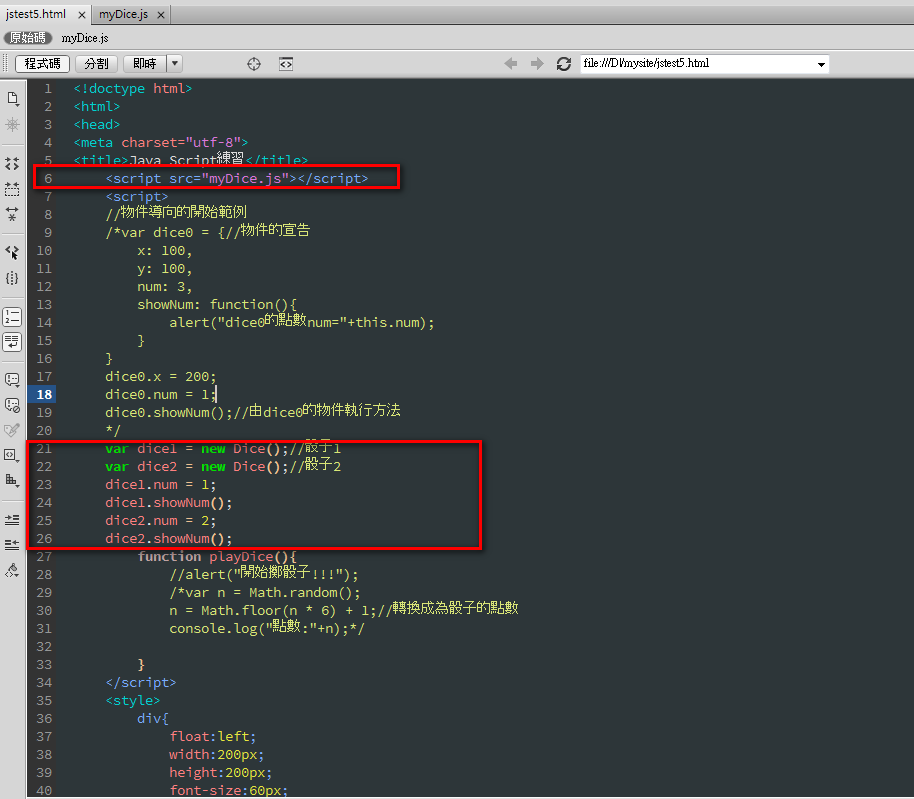 jstest5.html × myDice.js ×
原始碼 myDice.js
程式碼 分割 即時 file:///D|/mysite/jstest5.html
1 <!doctype html>
2 <html>
3 <head>
4 <meta charset="utf-8">
5 <title>Java Script練習</title>
6 <script src="myDice.js"></script>
7 <script>
8 //物件導向的開始範例
9 /*var dice0 = {//物件的宣告
10 x: 100,
11 y: 100,
12 num: 3,
13 showNum: function(){
14 alert("dice0的點數num="+this.num);
15 }
16 }
17 dice0.x = 200;
18 dice0.num = 1;
19 dice0.showNum();//由dice0的物件執行方法
20 */
21 var dice1 = new Dice();//骰子1
22 var dice2 = new Dice();//骰子2
23 dice1.num = 1;
24 dice1.showNum();
25 dice2.num = 2;
26 dice2.showNum();
27 function playDice(){
28 //alert("開始擲骰子!!!");
29 /*var n = Math.random();
30 n = Math.floor(n * 6) + 1;//轉換成為骰子的點數
31 console.log("點數:"+n);*/
32
33 }
34 </script>
35 <style>
36 div{
37 float:left;
38 width:200px;
39 height:200px;
40 font-size:60px;